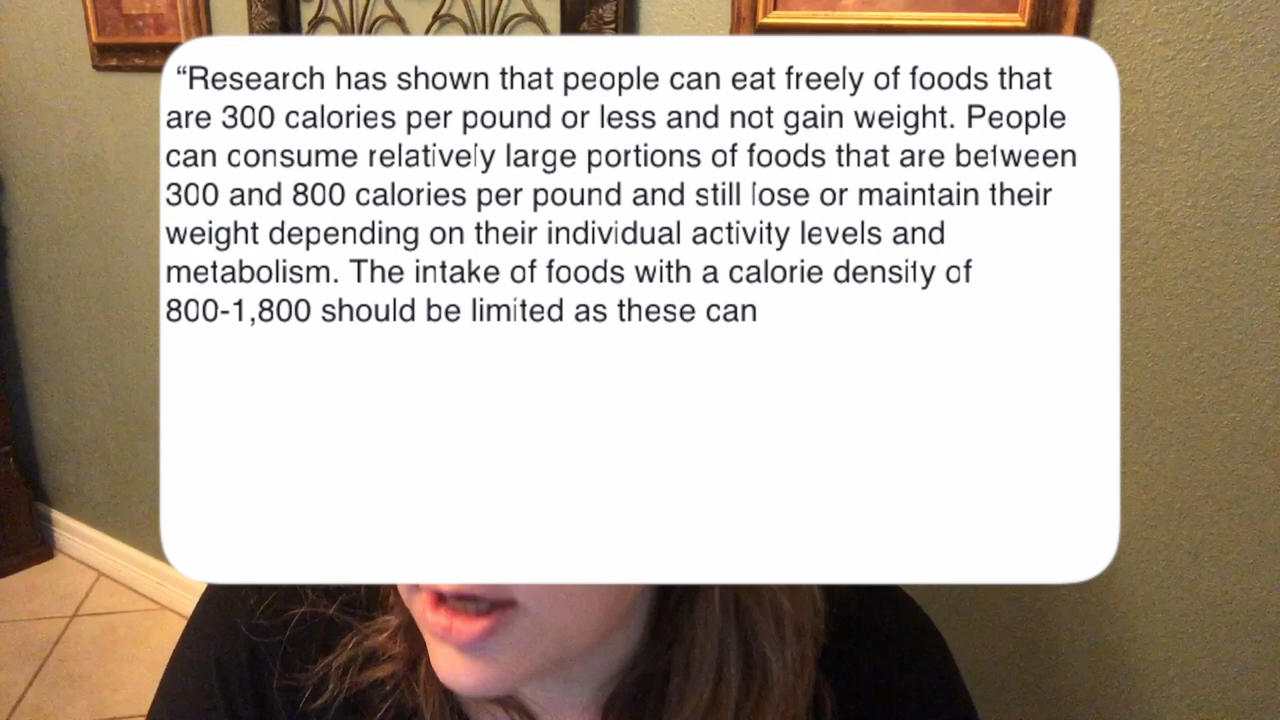 “Research has shown that people can eat freely of foods that
are 300 calories per pound or less and not gain weight. People
can consume relatively large portions of foods that are between
300 and 800 calories per pound and still lose or maintain their
weight depending on their individual activity levels and
metabolism. The intake of foods with a calorie density of
800-1,800 should be limited as these can